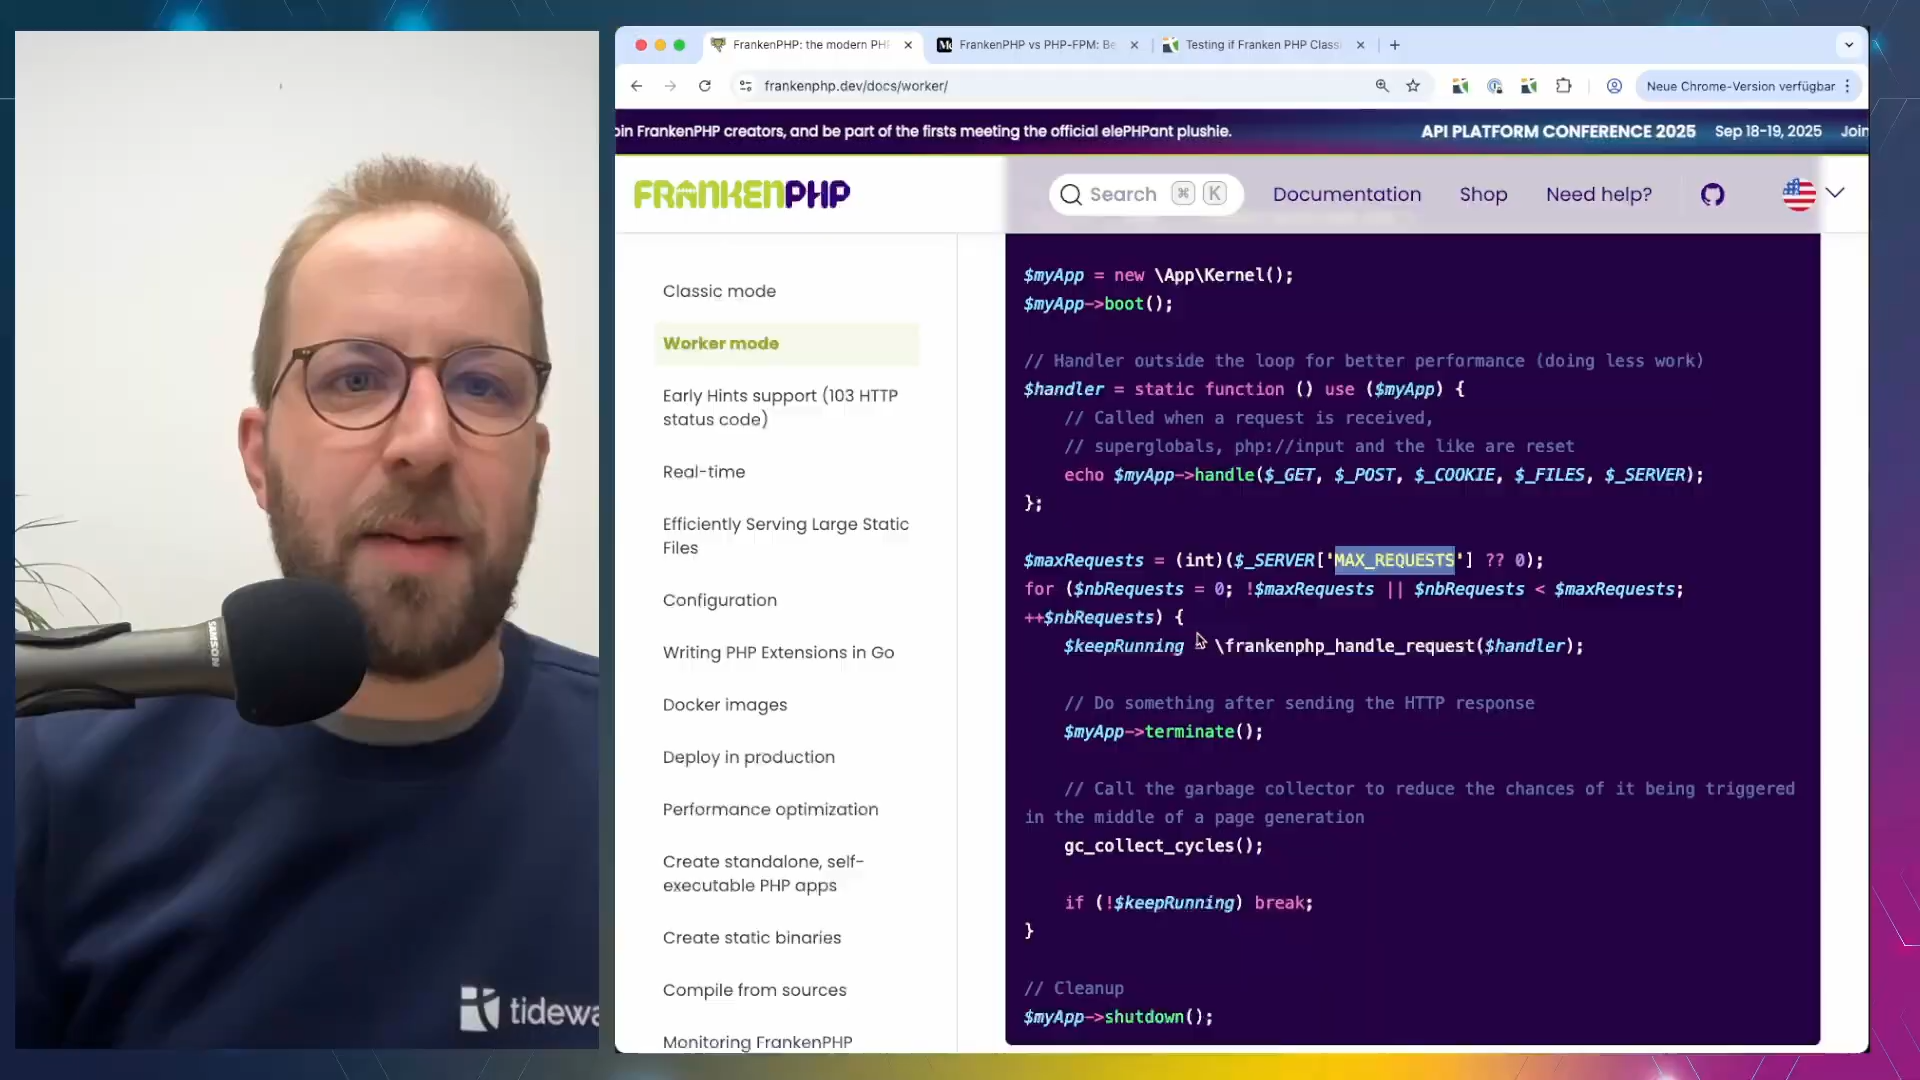 FrankenPHP: the modern PH
FrankenPHP vs PHP-FPM: Be
Testing if Franken PHP Class
frankenphp.dev/docs/worker/
Neue Chrome-Version verfügbar
oin FrankenPHP creators, and be part of the firsts meeting the official elePHPant plushie.
API PLATFORM CONFERENCE 2025 Sep 18-19, 2025 Join
FRANKENPHP
Search ⌘ K
Documentation
Shop
Need help?
Classic mode
Worker mode
Early Hints support (103 HTTP
status code)
Real-time
Efficiently Serving Large Static
Files
Configuration
Writing PHP Extensions in Go
Docker images
Deploy in production
Performance optimization
Create standalone, self-
executable PHP apps
Create static binaries
Compile from sources
Monitoring FrankenPHP
$myApp = new \App\Kernel();
$myApp->boot();
// Handler outside the loop for better performance (doing less work)
$handler = static function () use ($myApp) {
// Called when a request is received,
// superglobals, php://input and the like are reset
echo $myApp->handle($_GET, $_POST, $_COOKIE, $_FILES, $_SERVER);
};
$maxRequests = (int)($_SERVER['MAX_REQUESTS'] ?? 0);
for ($nbRequests = 0; !$maxRequests || $nbRequests < $maxRequests;
++$nbRequests) {
$keepRunning \frankenphp_handle_request($handler);
// Do something after sending the HTTP response
$myApp->terminate();
// Call the garbage collector to reduce the chances of it being triggered
in the middle of a page generation
gc_collect_cycles();
if (!$keepRunning) break;
}
// Cleanup
$myApp->shutdown();
SAMSON
tidewa